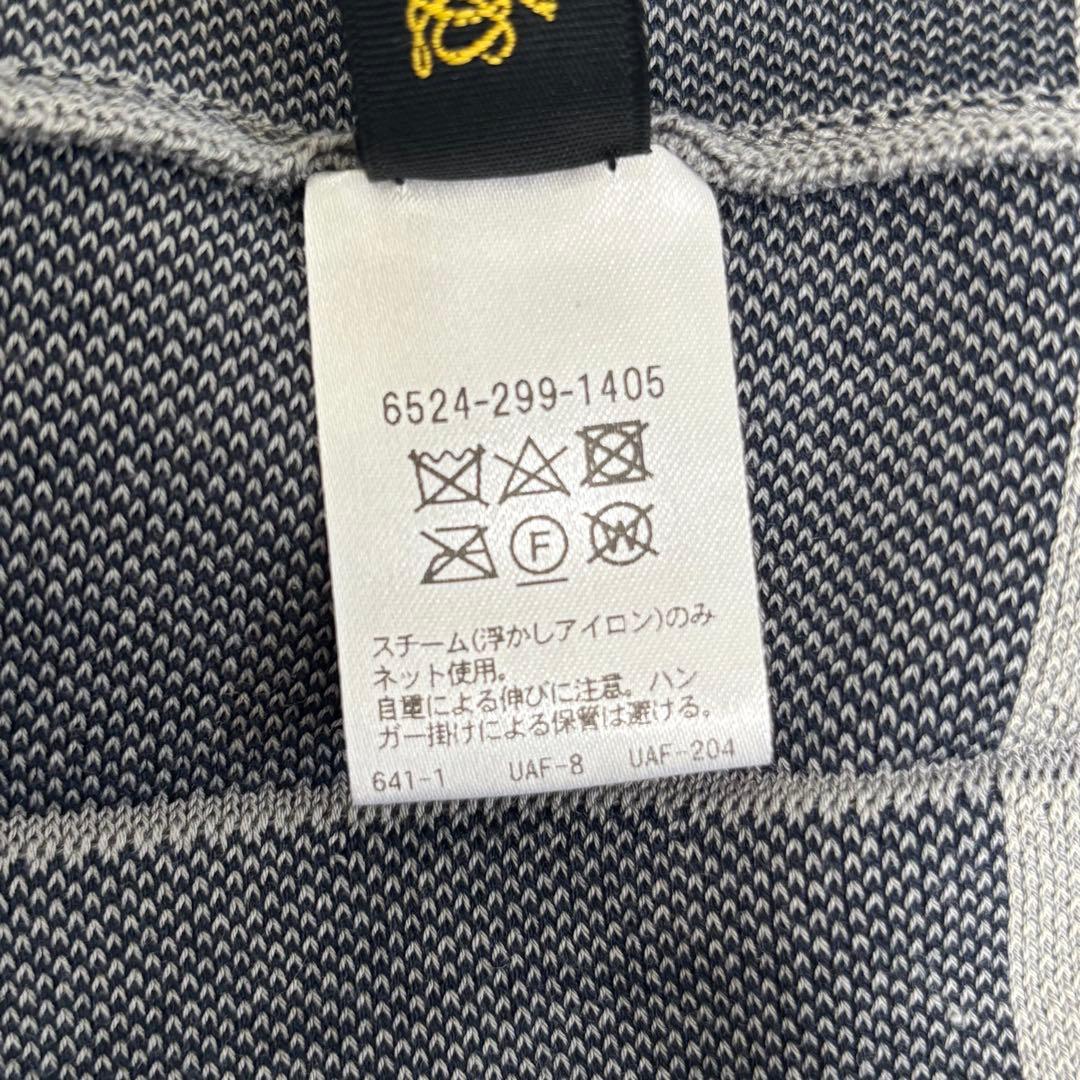 6524-299-1405
F W
スチーム(浮かしアイロン)のみ
ネット使用。
自重による伸びに注意。ハン
ガー掛けによる保管は避ける。
641-1 UAF-8 UAF-204